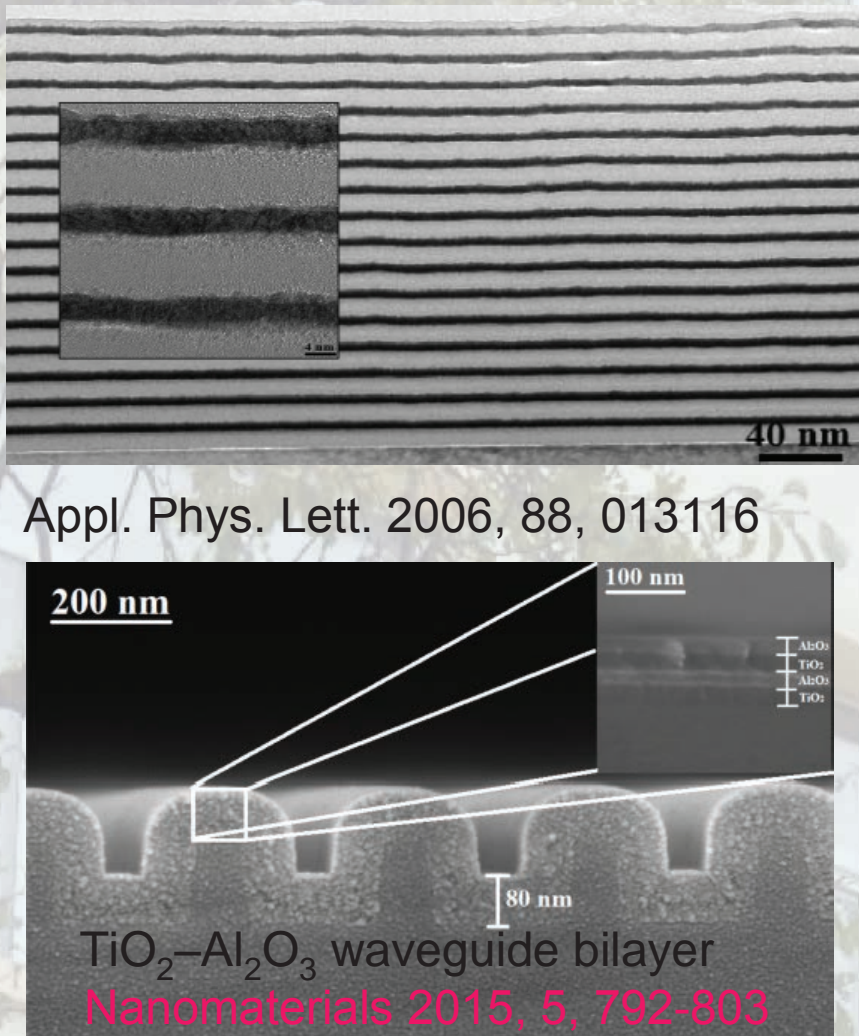 4 nm
40 nm
Appl. Phys. Lett. 2006, 88, 013116
200 nm
100 nm
Al₂O₃
TiO₂
Al₂O₃
TiO₂
80 nm
TiO₂–Al₂O₃ waveguide bilayer
Nanomaterials 2015, 5, 792-803